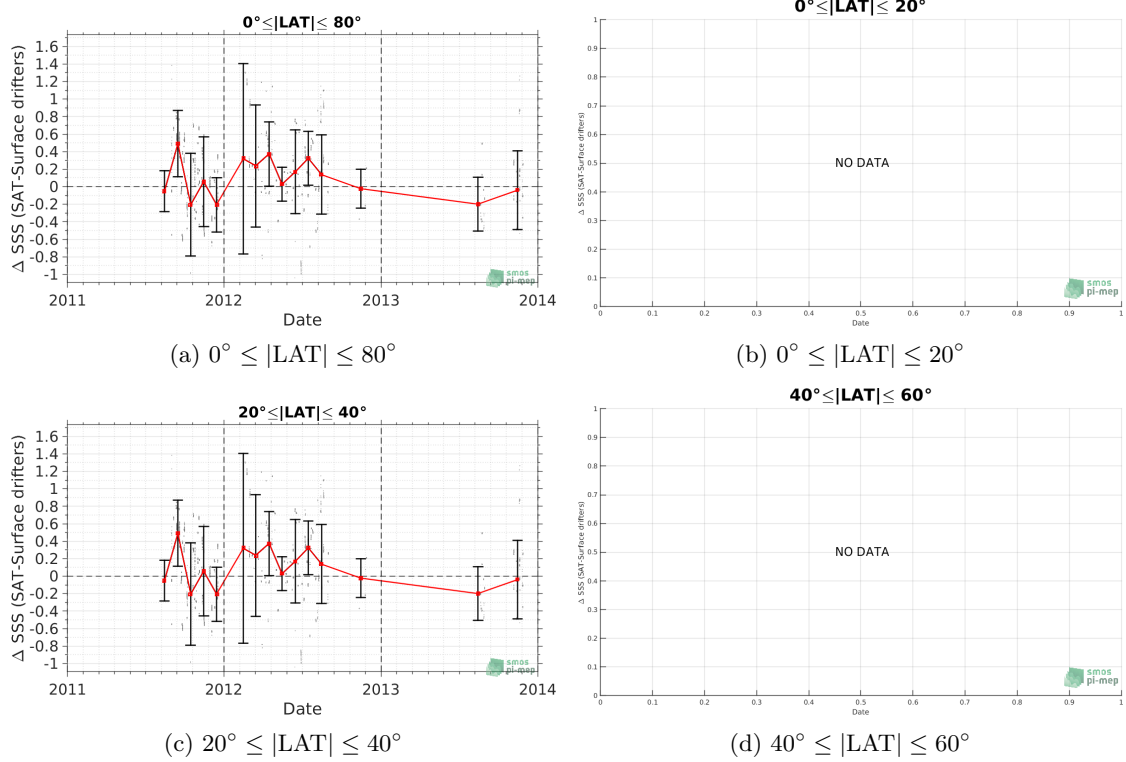 0°≤|LAT|≤ 80°
Δ SSS (SAT-Surface drifters)
1.6
1.4
1.2
1
0.8
0.6
0.4
0.2
0
-0.2
-0.4
-0.6
-0.8
-1
2011 2012 2013 2014
Date
smos
pi-mep
(a) 0° ≤ |LAT| ≤ 80°
0°≤|LAT|≤ 20°
Δ SSS (SAT-Surface drifters)
1
0.9
0.8
0.7
0.6
0.5
0.4
0.3
0.2
0.1
0
NO DATA
0 0.1 0.2 0.3 0.4 0.5 0.6 0.7 0.8 0.9 1
Date
smos
pi-mep
(b) 0° ≤ |LAT| ≤ 20°
20°≤|LAT|≤ 40°
Δ SSS (SAT-Surface drifters)
1.6
1.4
1.2
1
0.8
0.6
0.4
0.2
0
-0.2
-0.4
-0.6
-0.8
-1
2011 2012 2013 2014
Date
smos
pi-mep
(c) 20° ≤ |LAT| ≤ 40°
40°≤|LAT|≤ 60°
Δ SSS (SAT-Surface drifters)
1
0.9
0.8
0.7
0.6
0.5
0.4
0.3
0.2
0.1
0
NO DATA
0 0.1 0.2 0.3 0.4 0.5 0.6 0.7 0.8 0.9 1
Date
smos
pi-mep
(d) 40° ≤ |LAT| ≤ 60°